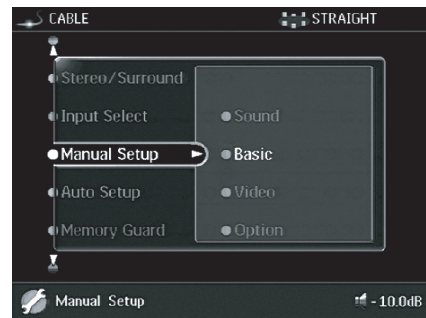 CABLE STRAIGHT
Stereo/Surround
Input Select Sound
Manual Setup Basic
Auto Setup Video
Memory Guard Option
Manual Setup -10.0dB